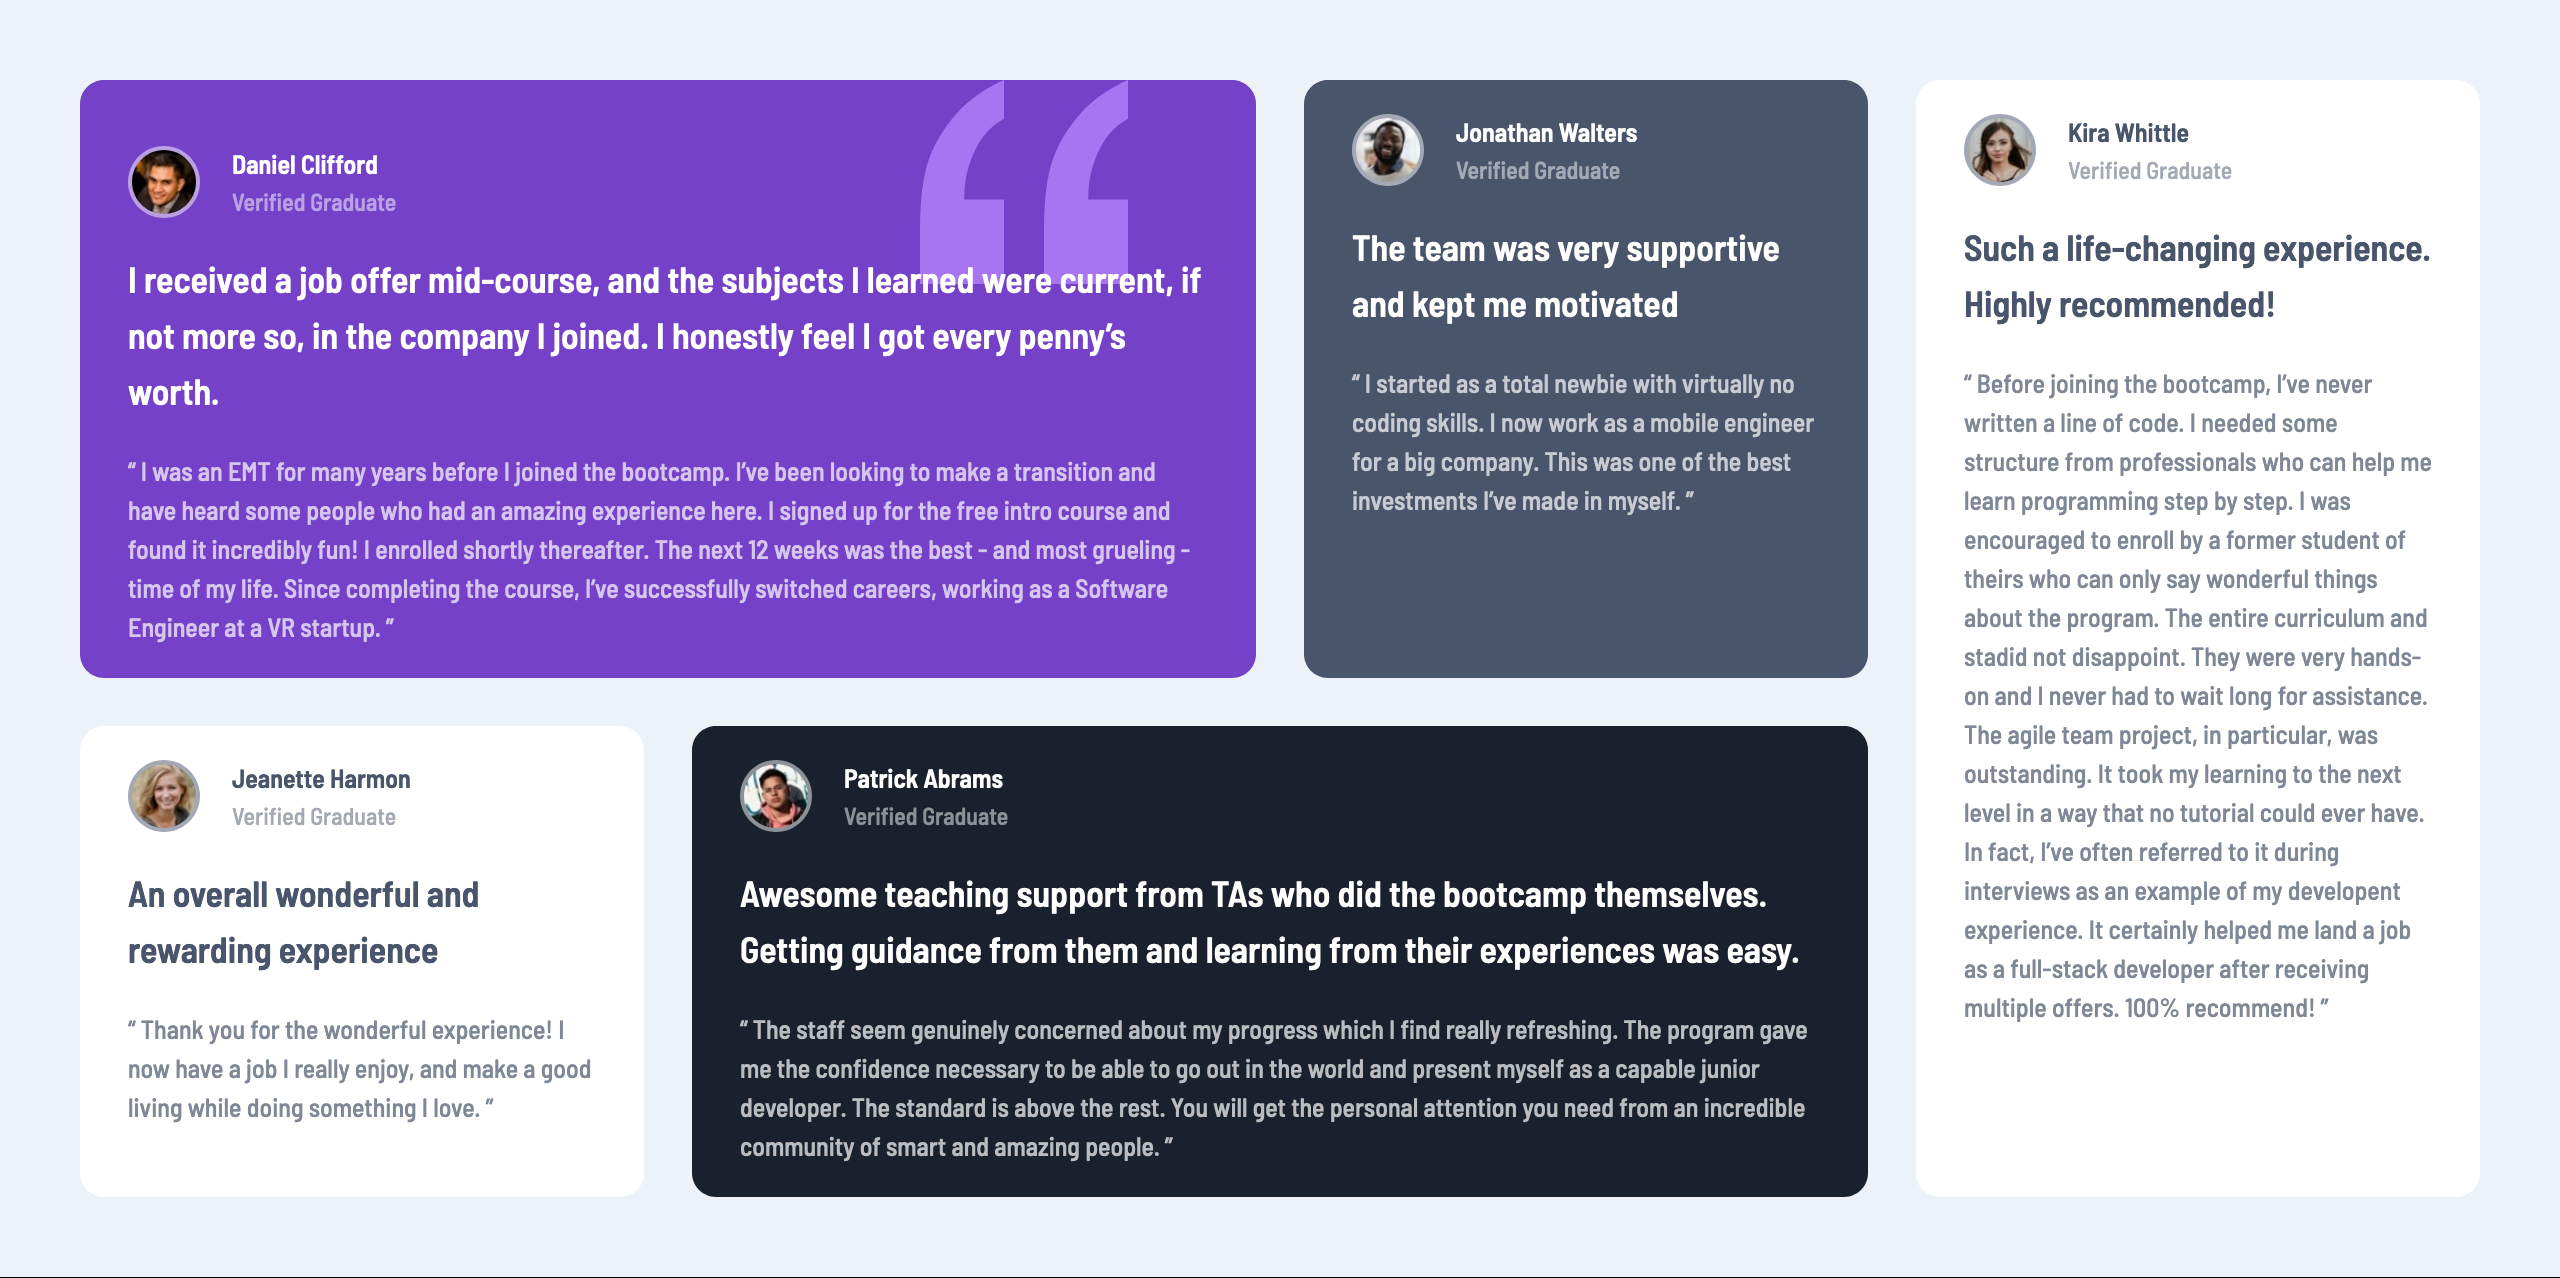 Daniel Clifford
Verified Graduate
I received a job offer mid-course, and the subjects I learned were current, if
not more so, in the company I joined. I honestly feel I got every penny’s
worth.
“ I was an EMT for many years before I joined the bootcamp. I’ve been looking to make a transition and
have heard some people who had an amazing experience here. I signed up for the free intro course and
found it incredibly fun! I enrolled shortly thereafter. The next 12 weeks was the best - and most grueling -
time of my life. Since completing the course, I’ve successfully switched careers, working as a Software
Engineer at a VR startup. ”
Jonathan Walters
Verified Graduate
The team was very supportive
and kept me motivated
“ I started as a total newbie with virtually no
coding skills. I now work as a mobile engineer
for a big company. This was one of the best
investments I’ve made in myself. ”
Kira Whittle
Verified Graduate
Such a life-changing experience.
Highly recommended!
“ Before joining the bootcamp, I’ve never
written a line of code. I needed some
structure from professionals who can help me
learn programming step by step. I was
encouraged to enroll by a former student of
theirs who can only say wonderful things
about the program. The entire curriculum and
stadid not disappoint. They were very hands-
on and I never had to wait long for assistance.
The agile team project, in particular, was
outstanding. It took my learning to the next
level in a way that no tutorial could ever have.
In fact, I’ve often referred to it during
interviews as an example of my developent
experience. It certainly helped me land a job
as a full-stack developer after receiving
multiple offers. 100% recommend! ”
Jeanette Harmon
Verified Graduate
An overall wonderful and
rewarding experience
“ Thank you for the wonderful experience! I
now have a job I really enjoy, and make a good
living while doing something I love. ”
Patrick Abrams
Verified Graduate
Awesome teaching support from TAs who did the bootcamp themselves.
Getting guidance from them and learning from their experiences was easy.
“ The staff seem genuinely concerned about my progress which I find really refreshing. The program gave
me the confidence necessary to be able to go out in the world and present myself as a capable junior
developer. The standard is above the rest. You will get the personal attention you need from an incredible
community of smart and amazing people. ”